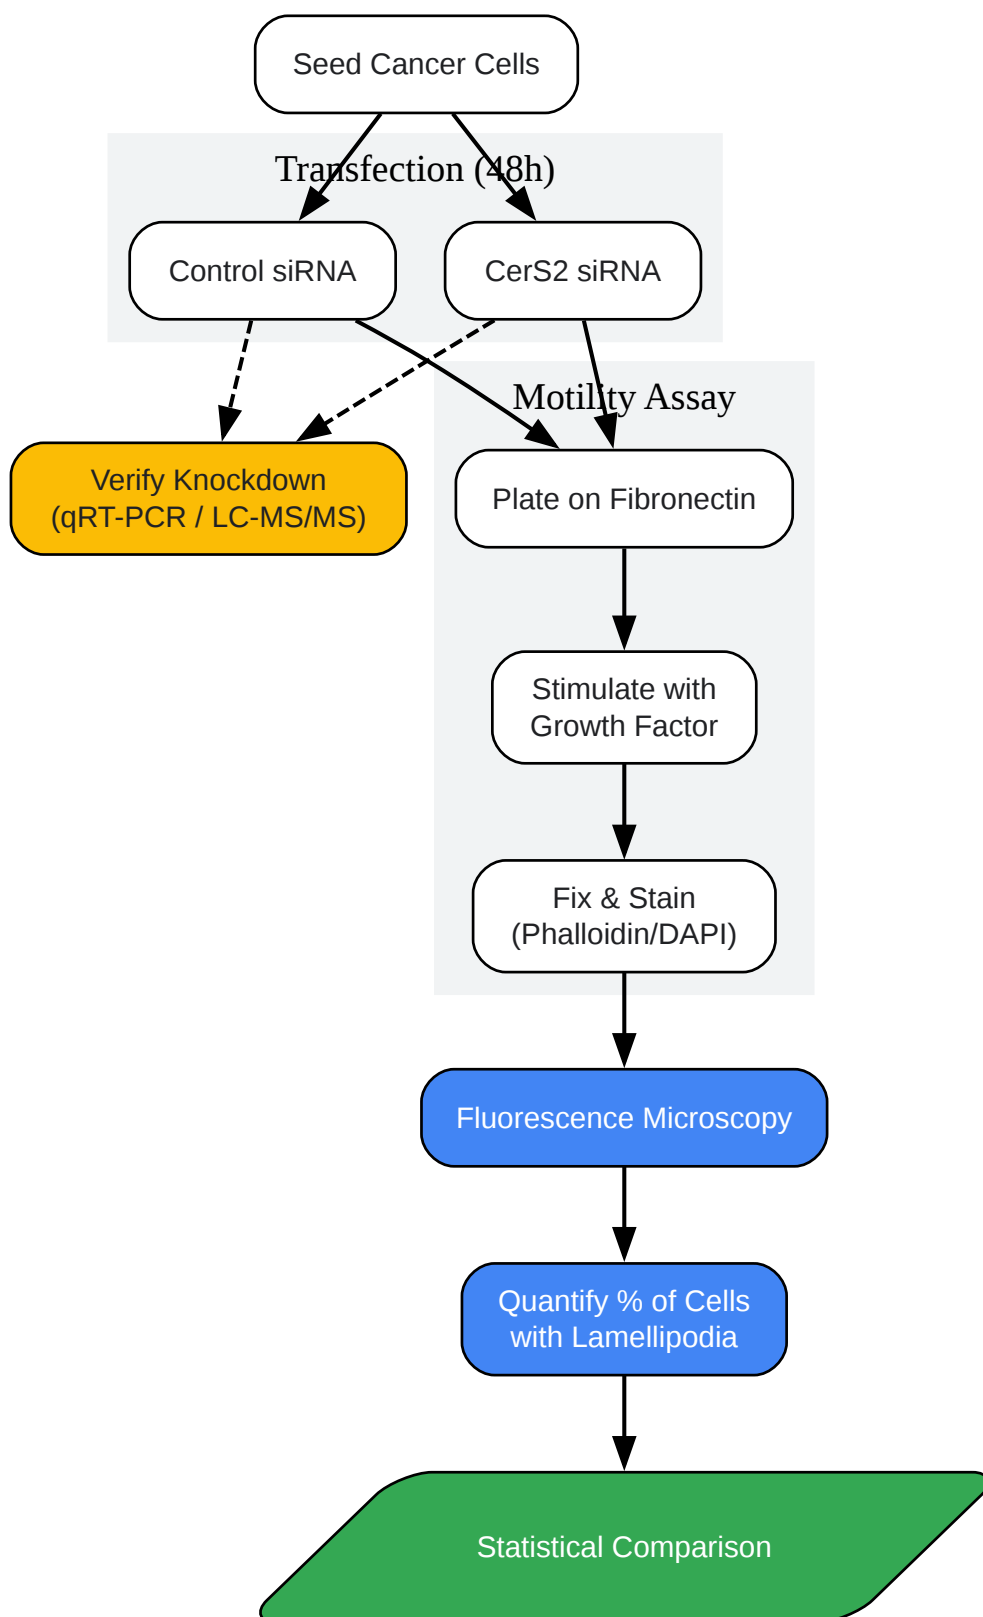 Seed Cancer Cells
Transfection (48h)
Control siRNA
CerS2 siRNA
Motility Assay
Verify Knockdown
(qRT-PCR / LC-MS/MS)
Plate on Fibronectin
Stimulate with
Growth Factor
Fix & Stain
(Phalloidin/DAPI)
Fluorescence Microscopy
Quantify % of Cells
with Lamellipodia
Statistical Comparison